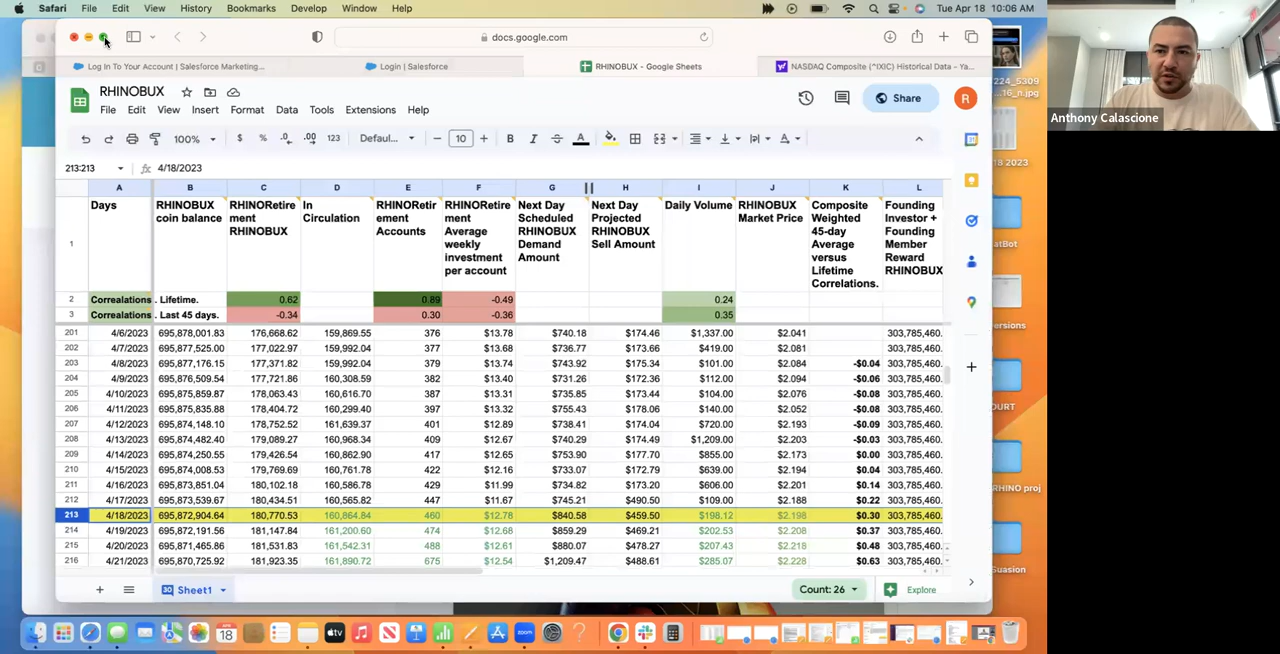 Safari File Edit View History Bookmarks Develop Window Help Tue Apr 18 10:06 AM
docs.google.com
Log In To Your Account | Salesforce Marketing... Login | Salesforce RHINOBUX - Google Sheets NASDAQ Composite (^IXIC) Historical Data - Ya...
RHINOBUX
File Edit View Insert Format Data Tools Extensions Help
Share R
100% $ % .0 .00 123 Defaul... 10 B I A
213:213 fx 4/18/2023
A B C D E F G H I J K L
Days RHINOBUX RHINORetire In RHINORetir RHINORetire Next Day Next Day Daily Volume RHINOBUX Composite Founding
coin balance ment Circulation ement ment Scheduled Projected Market Price Weighted Investor +
RHINOBUX Accounts Average RHINOBUX RHINOBUX 45-day Founding
1 weekly Demand Sell Amount Average Member
investment Amount versus Reward
per account Lifetime RHINOBUX
Correlations.
2 Correalations . Lifetime. 0.62 0.89 -0.49 0.24
3 Correalations . Last 45 days. -0.34 0.30 -0.36 0.35
201 4/6/2023 695,878,001.83 176,668.62 159,869.55 376 $13.78 $740.18 $174.46 $1,337.00 $2.041 303,785,460.
202 4/7/2023 695,877,525.00 177,022.97 159,992.04 377 $13.68 $736.77 $173.66 $419.00 $2.081 303,785,460.
203 4/8/2023 695,877,176.15 177,371.82 159,992.04 379 $13.74 $743.92 $175.34 $101.00 $2.084 -$0.04 303,785,460.
204 4/9/2023 695,876,509.54 177,721.86 160,308.59 382 $13.40 $731.26 $172.36 $112.00 $2.094 -$0.06 303,785,460.
205 4/10/2023 695,875,859.87 178,063.43 160,616.70 387 $13.31 $735.85 $173.44 $104.00 $2.076 -$0.08 303,785,460.
206 4/11/2023 695,875,835.88 178,404.72 160,299.40 397 $13.32 $755.43 $178.06 $140.00 $2.052 -$0.08 303,785,460.
207 4/12/2023 695,874,148.10 178,752.52 161,639.37 401 $12.89 $738.41 $174.04 $720.00 $2.193 -$0.09 303,785,460.
208 4/13/2023 695,874,482.40 179,089.27 160,968.34 409 $12.67 $740.29 $174.49 $1,209.00 $2.203 -$0.03 303,785,460.
209 4/14/2023 695,874,250.55 179,426.54 160,862.90 417 $12.65 $753.90 $177.70 $855.00 $2.173 $0.00 303,785,460.
210 4/15/2023 695,874,008.53 179,769.69 160,761.78 422 $12.16 $733.07 $172.79 $639.00 $2.194 $0.04 303,785,460.
211 4/16/2023 695,873,851.04 180,102.18 160,586.78 429 $11.99 $734.82 $173.20 $606.00 $2.201 $0.14 303,785,460.
212 4/17/2023 695,873,539.67 180,434.51 160,565.82 447 $11.67 $745.21 $490.50 $109.00 $2.188 $0.22 303,785,460.
213 4/18/2023 695,872,904.64 180,770.53 160,864.84 460 $12.78 $840.58 $459.50 $198.12 $2.198 $0.30 303,785,460.
214 4/19/2023 695,872,191.56 181,147.84 161,200.60 474 $12.68 $859.29 $469.21 $202.53 $2.208 $0.37 303,785,460.
215 4/20/2023 695,871,465.86 181,531.83 161,542.31 488 $12.61 $880.07 $478.27 $207.43 $2.218 $0.48 303,785,460.
216 4/21/2023 695,870,725.92 181,923.35 161,890.72 675 $12.54 $1,209.47 $488.61 $285.07 $2.228 $0.63 303,785,460.
Sheet1 Count: 26 Explore
Anthony Calascione
224_5309
16_n.jpg
18 2023
atBot
ersions
OURT
RHINO proj
Suasion
APR
18
tv
zoom